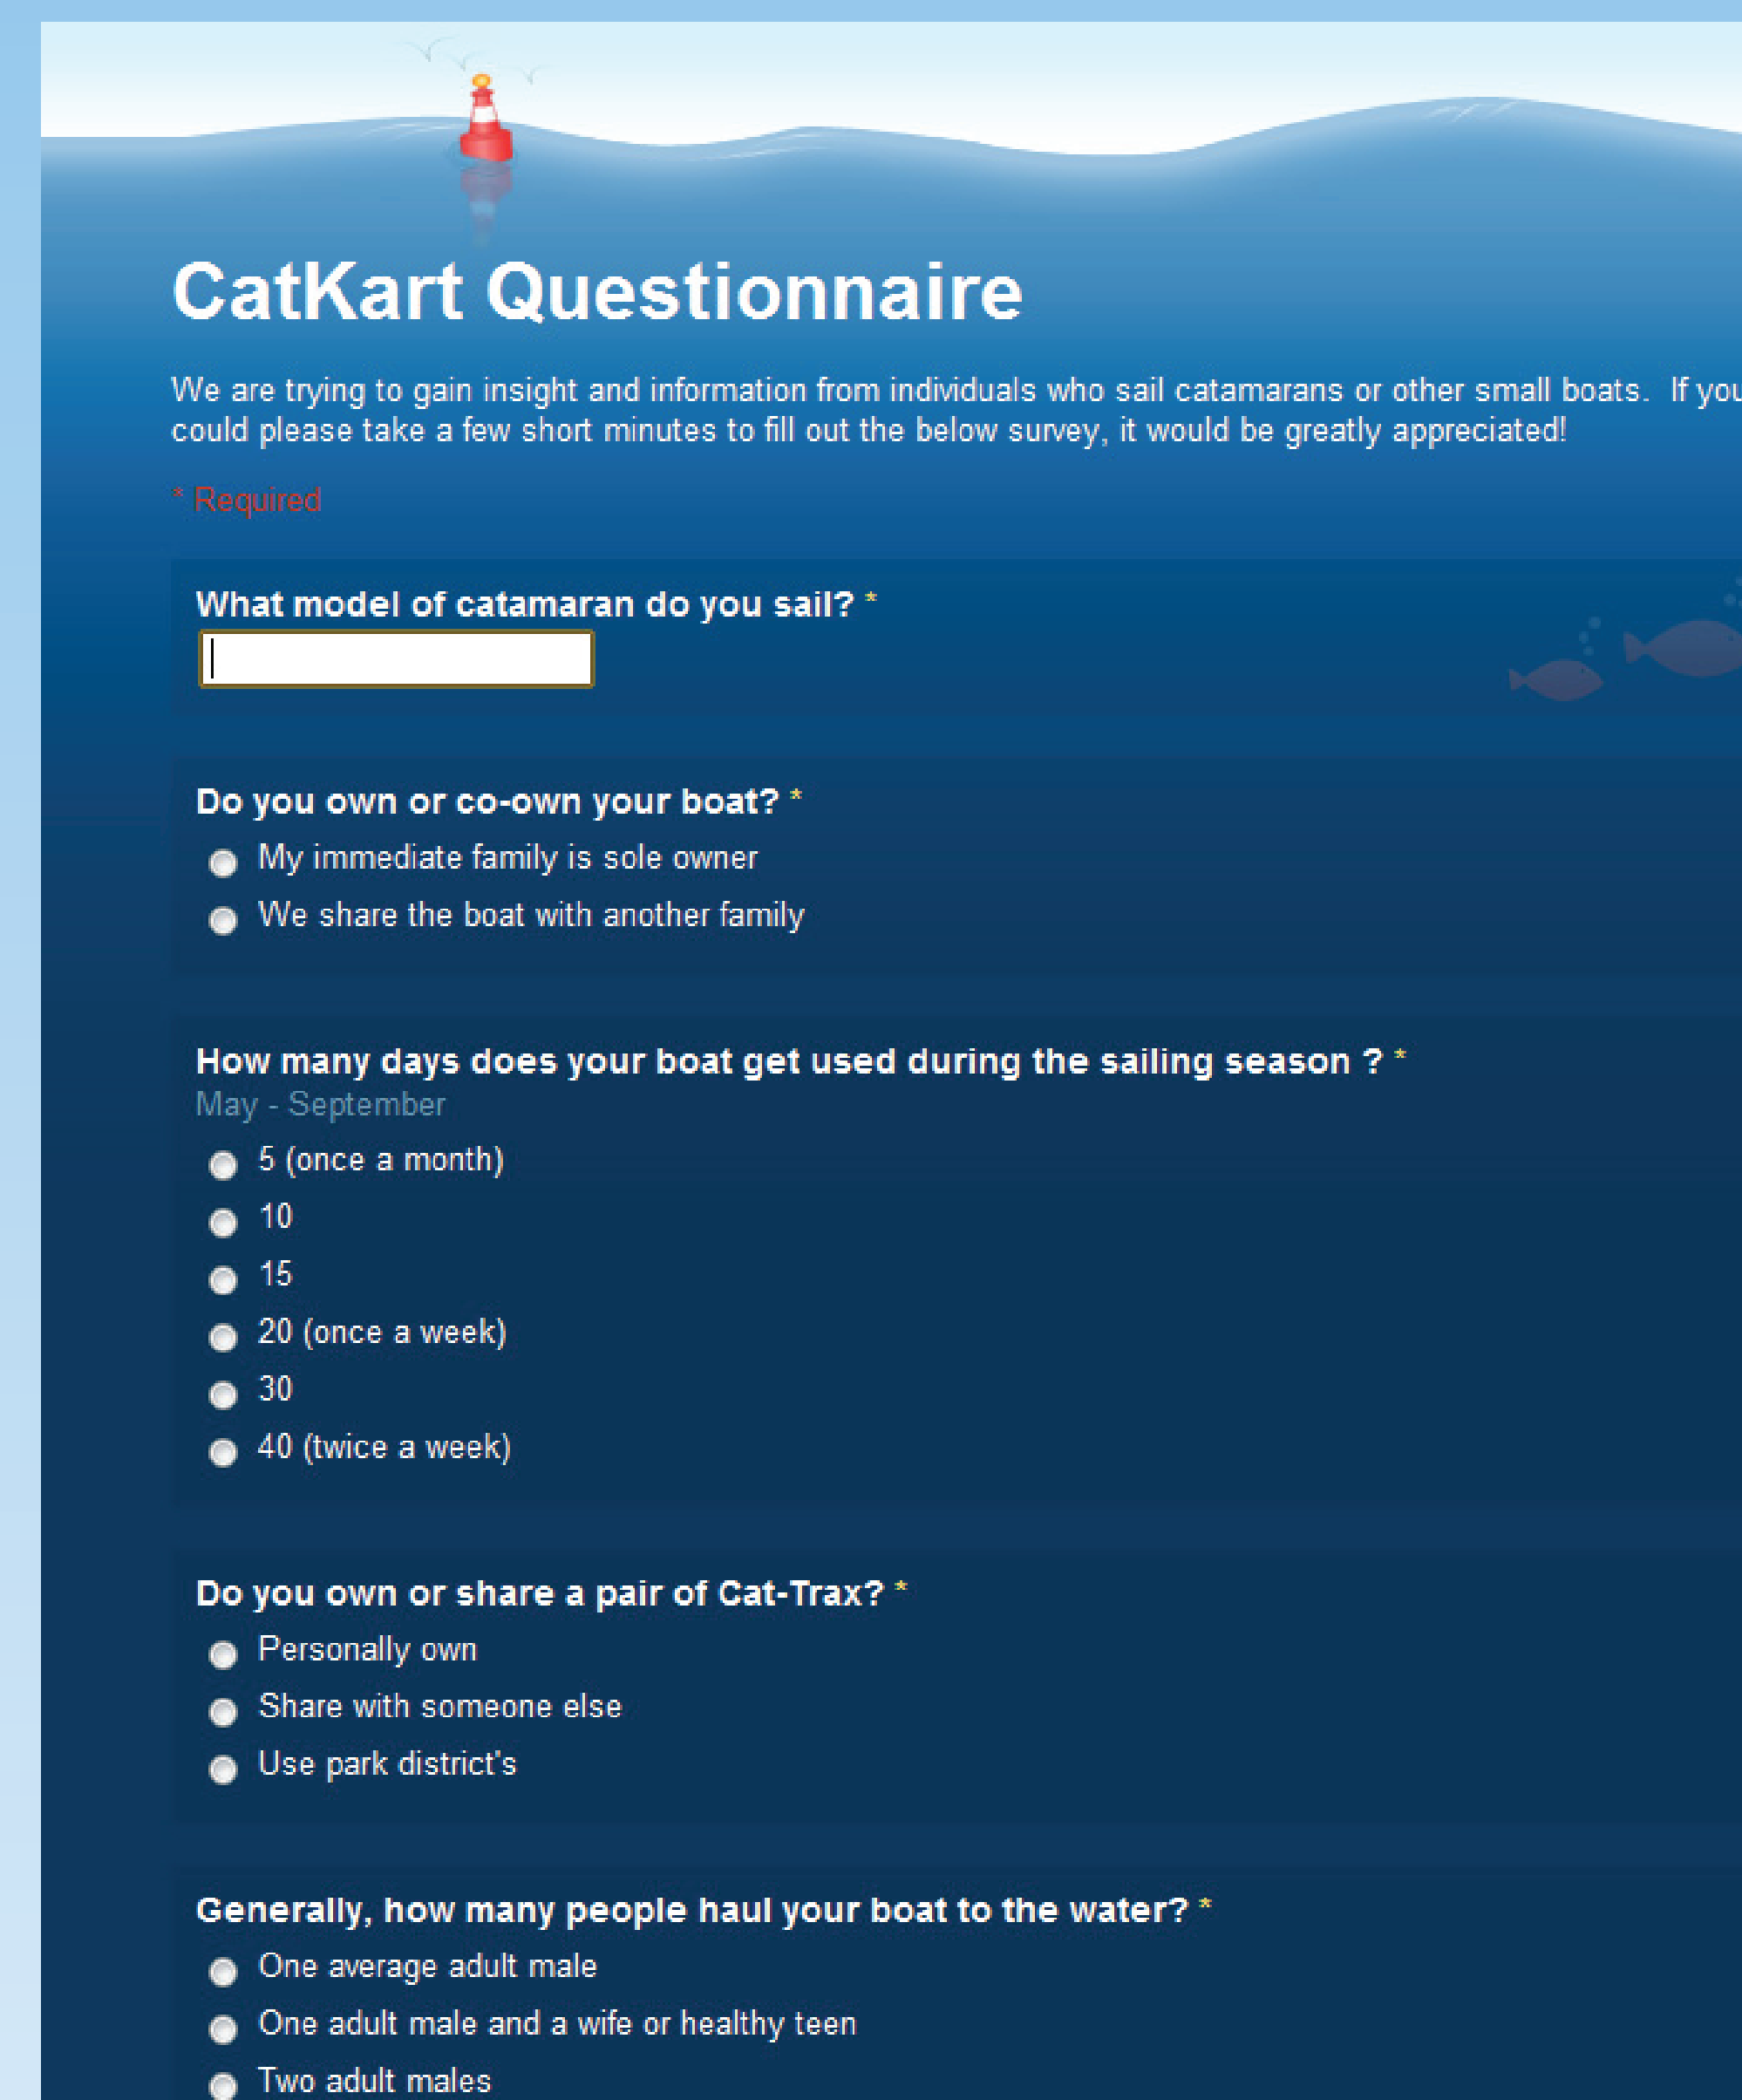 CatKart Questionnaire
We are trying to gain insight and information from individuals who sail catamarans or other small boats.  If you
could please take a few short minutes to fill out the below survey, it would be greatly appreciated!
* Required
What model of catamaran do you sail? *
Do you own or co-own your boat? *
My immediate family is sole owner
We share the boat with another family
How many days does your boat get used during the sailing season ? *
May - September
5 (once a month)
10
15
20 (once a week)
30
40 (twice a week)
Do you own or share a pair of Cat-Trax? *
Personally own
Share with someone else
Use park district's
Generally, how many people haul your boat to the water? *
One average adult male
One adult male and a wife or healthy teen
Two adult males